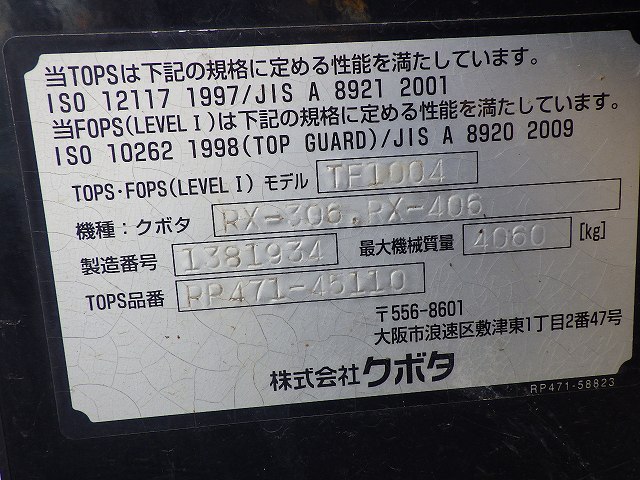 当TOPSは下記の規格に定める性能を満たしています。
ISO 12117 1997/JIS A 8921 2001
当FOPS(LEVELⅠ)は下記の規格に定める性能を満たしています。
ISO 10262 1998(TOP GUARD)/JIS A 8920 2009
TOPS・FOPS(LEVELⅠ) モデル TF1004
機種：クボタ RX-306,RX-406
製造番号 1381934 最大機械質量 4060 [kg]
TOPS品番 RP471-45110
〒556-8601
大阪市浪速区敷津東1丁目2番47号
株式会社クボタ
RP471-58823